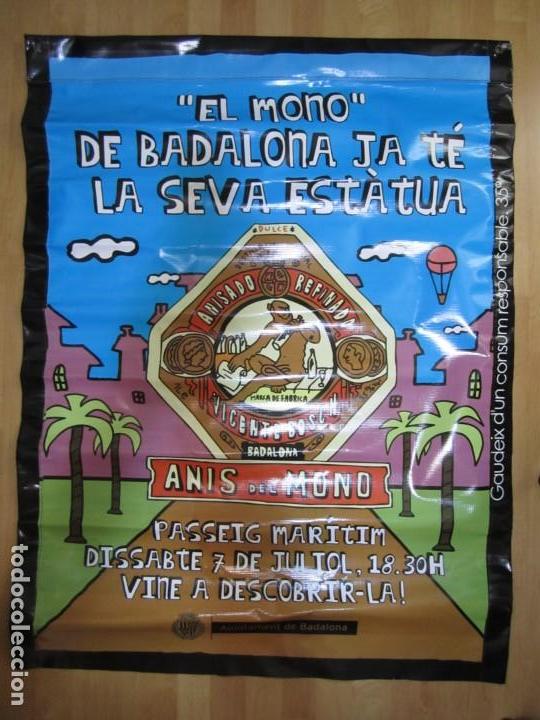 "EL MONO"
DE BADALONA JA TÉ
LA SEVA ESTÀTUA
DULCE
ANISADO REFINADO
MARCA DE FABRICA
VICENTE BOSCH
BADALONA
ANIS DEL MONO
PASSEIG MARÍTIM
DISSABTE 7 DE JULIOL, 18.30H
VINE A DESCOBRIR-LA!
Ajuntament de Badalona
Gaudeix d'un consum responsable. 35º
todocoleccion